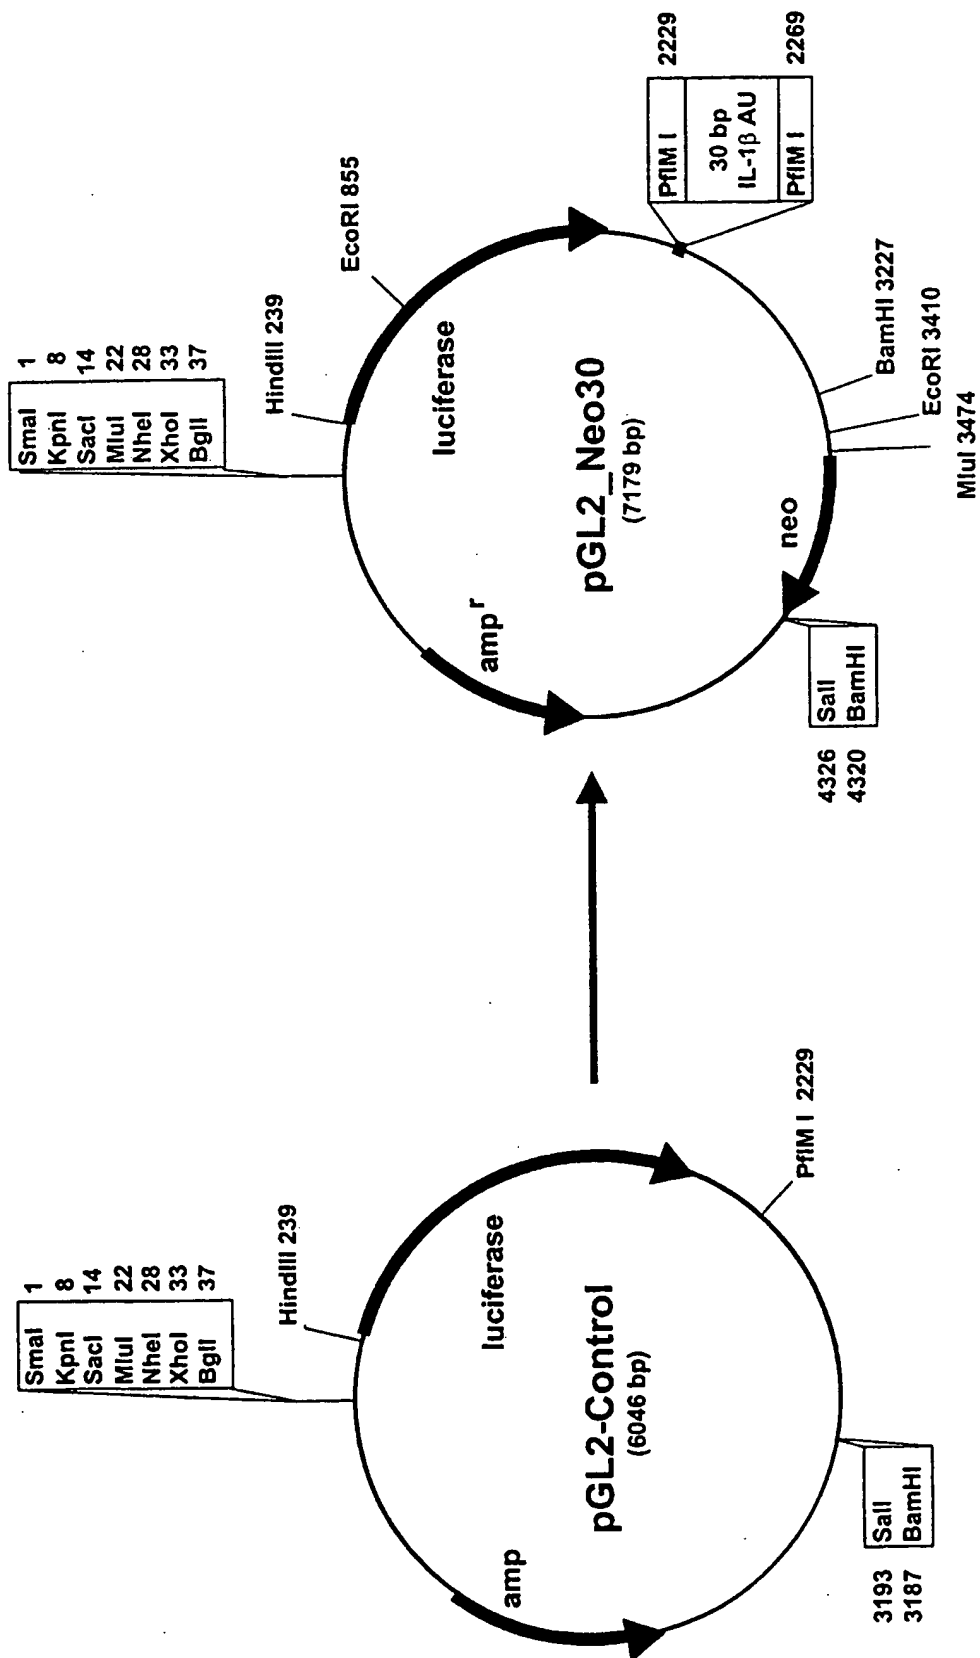 SmaI 1
KpnI 8
SacI 14
MluI 22
NheI 28
XhoI 33
BglI 37
HindIII 239
luciferase
amp
pGL2-Control
(6046 bp)
PflM I 2229
3193 SalI
3187 BamHI
SmaI 1
KpnI 8
SacI 14
MluI 22
NheI 28
XhoI 33
BglI 37
HindIII 239
EcoRI 855
luciferase
amp r
pGL2_Neo30
(7179 bp)
PflM I 2229
30 bp
IL-1β AU
PflM I 2269
neo
BamHI 3227
EcoRI 3410
MluI 3474
4326 SalI
4320 BamHI